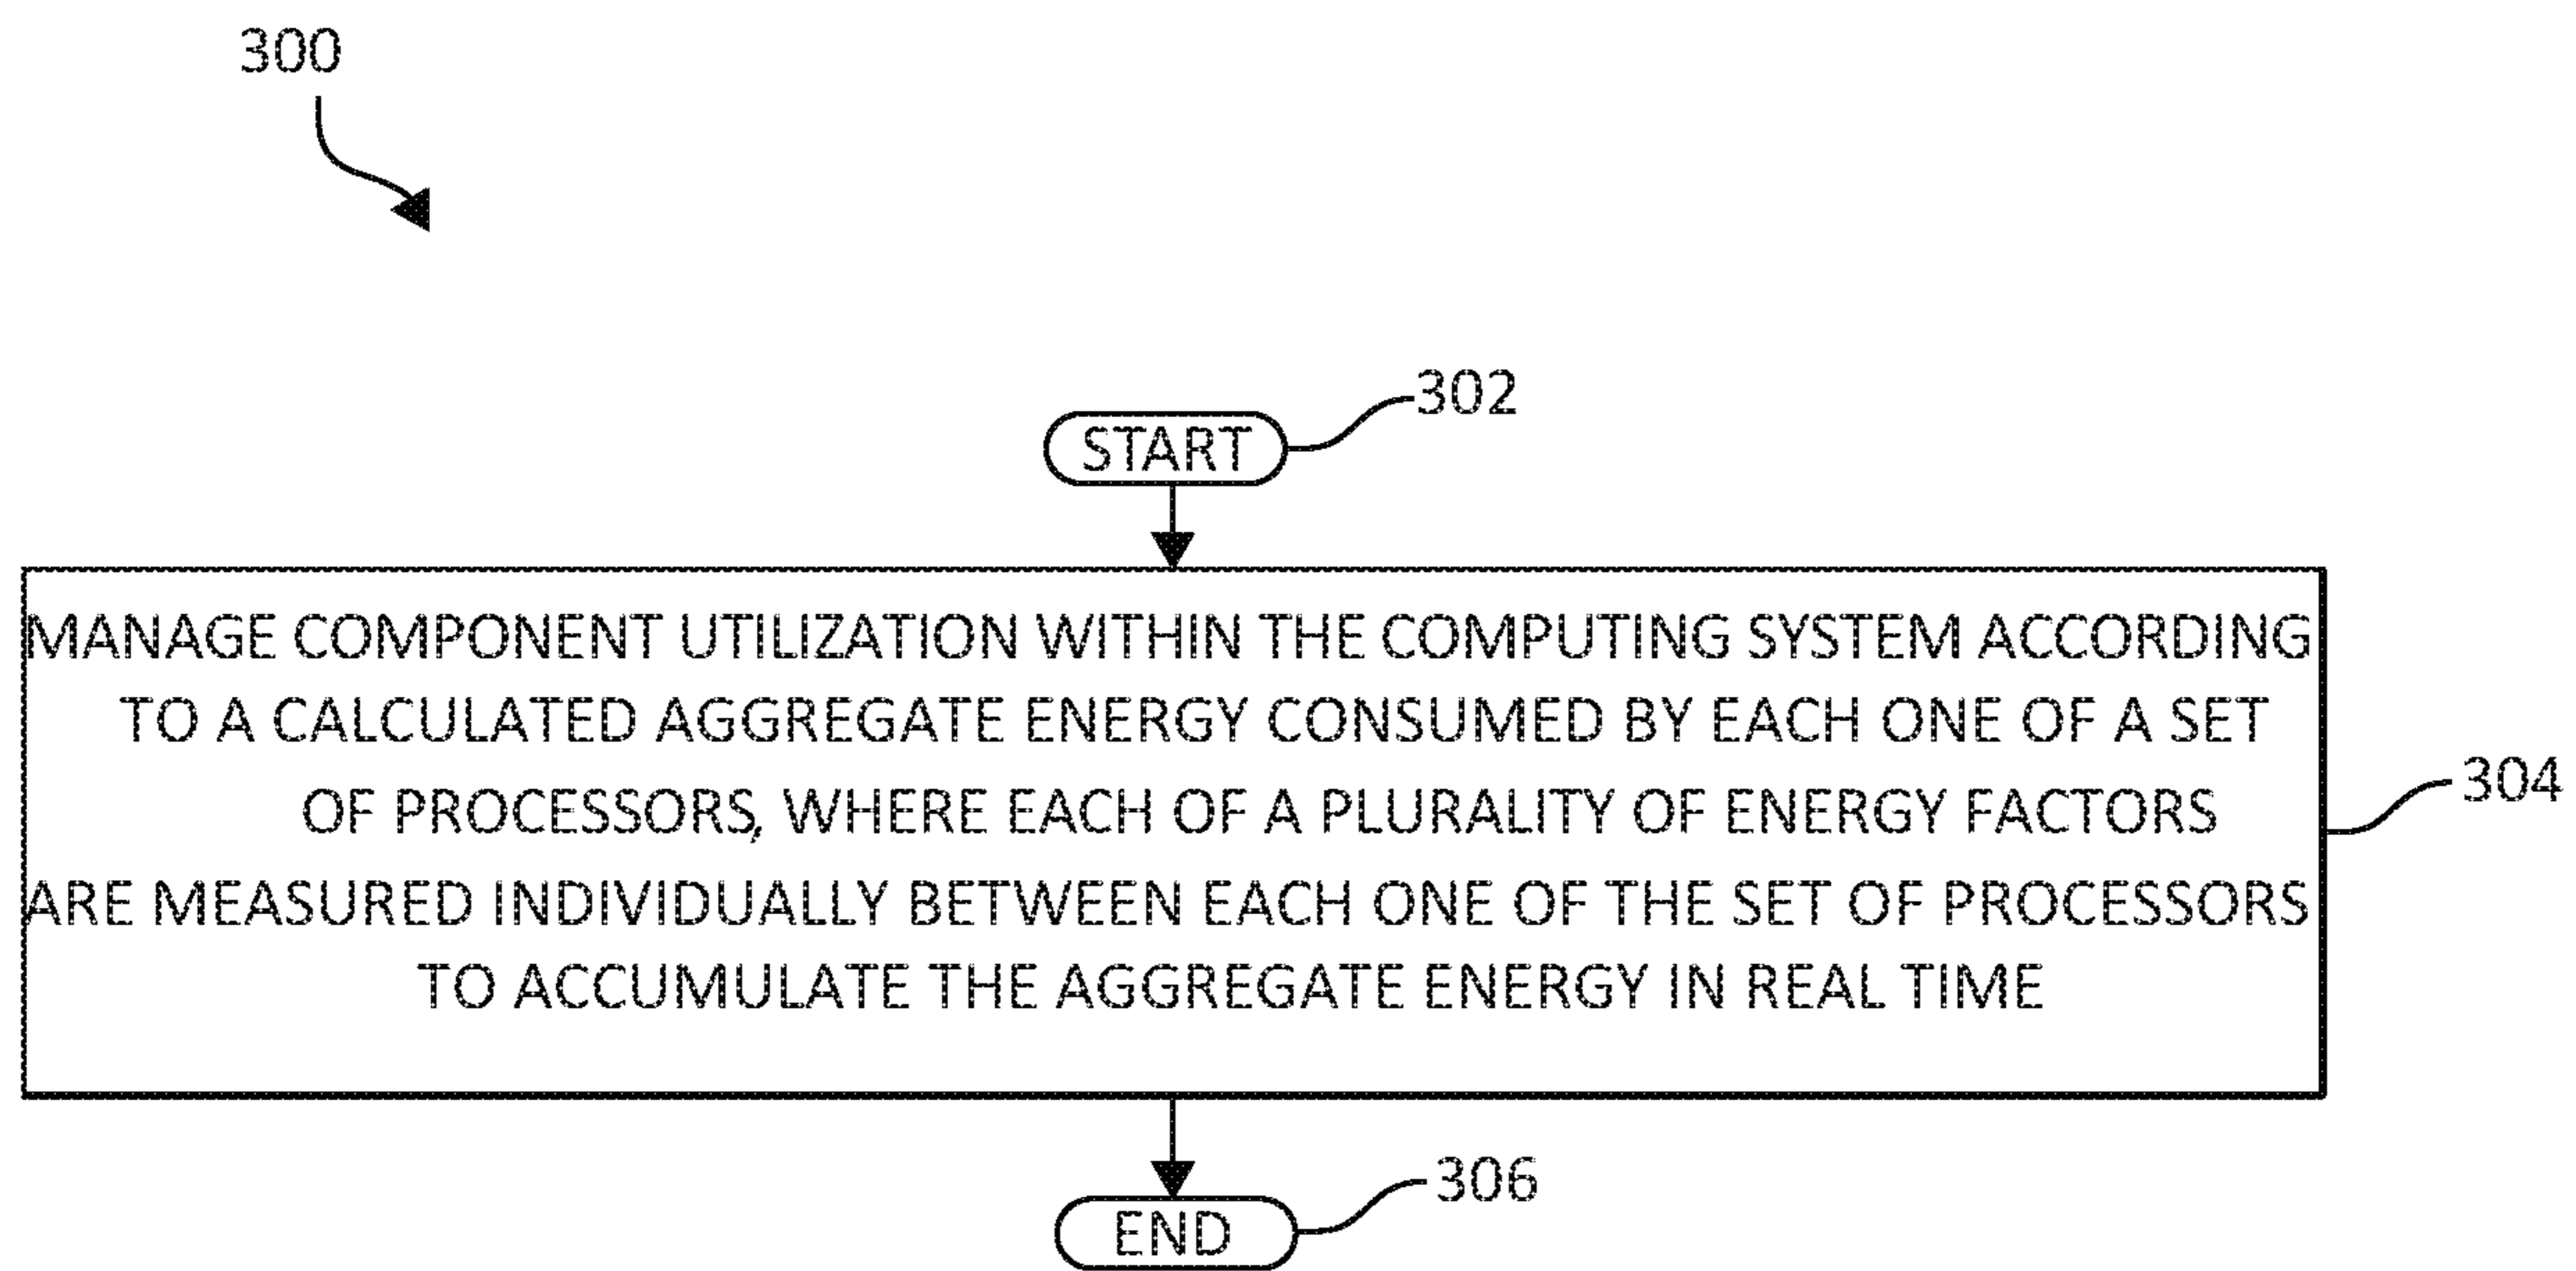 300
302
START
MANAGE COMPONENT UTILIZATION WITHIN THE COMPUTING SYSTEM ACCORDING
TO A CALCULATED AGGREGATE ENERGY CONSUMED BY EACH ONE OF A SET
OF PROCESSORS, WHERE EACH OF A PLURALITY OF ENERGY FACTORS
ARE MEASURED INDIVIDUALLY BETWEEN EACH ONE OF THE SET OF PROCESSORS
TO ACCUMULATE THE AGGREGATE ENERGY IN REAL TIME
304
306
END